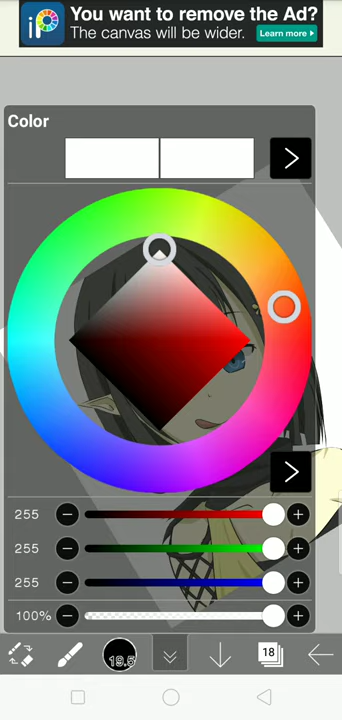 You want to remove the Ad?
iP
The canvas will be wider.
Learn more ▸
Color
255
255
255
100%
19.5
18